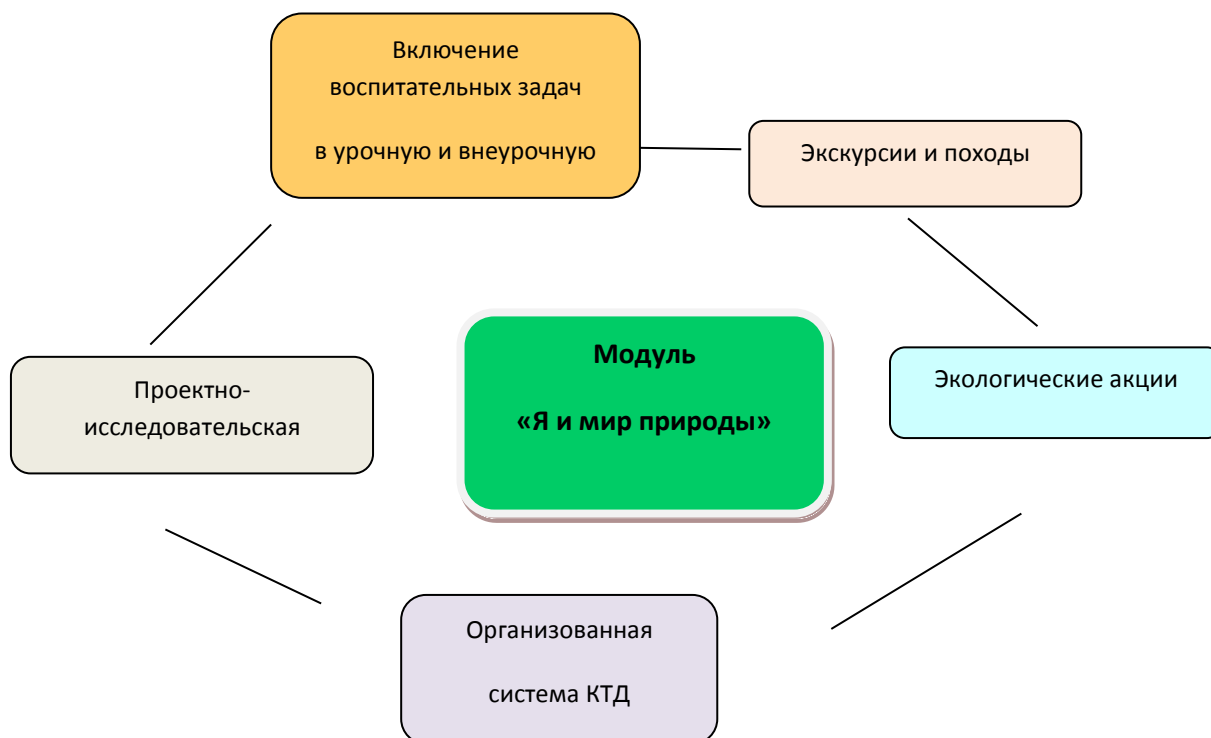 Включение
воспитательных задач
в урочную и внеурочную
Экскурсии и походы
Проектно-
исследовательская
Модуль
«Я и мир природы»
Экологические акции
Организованная
система КТД